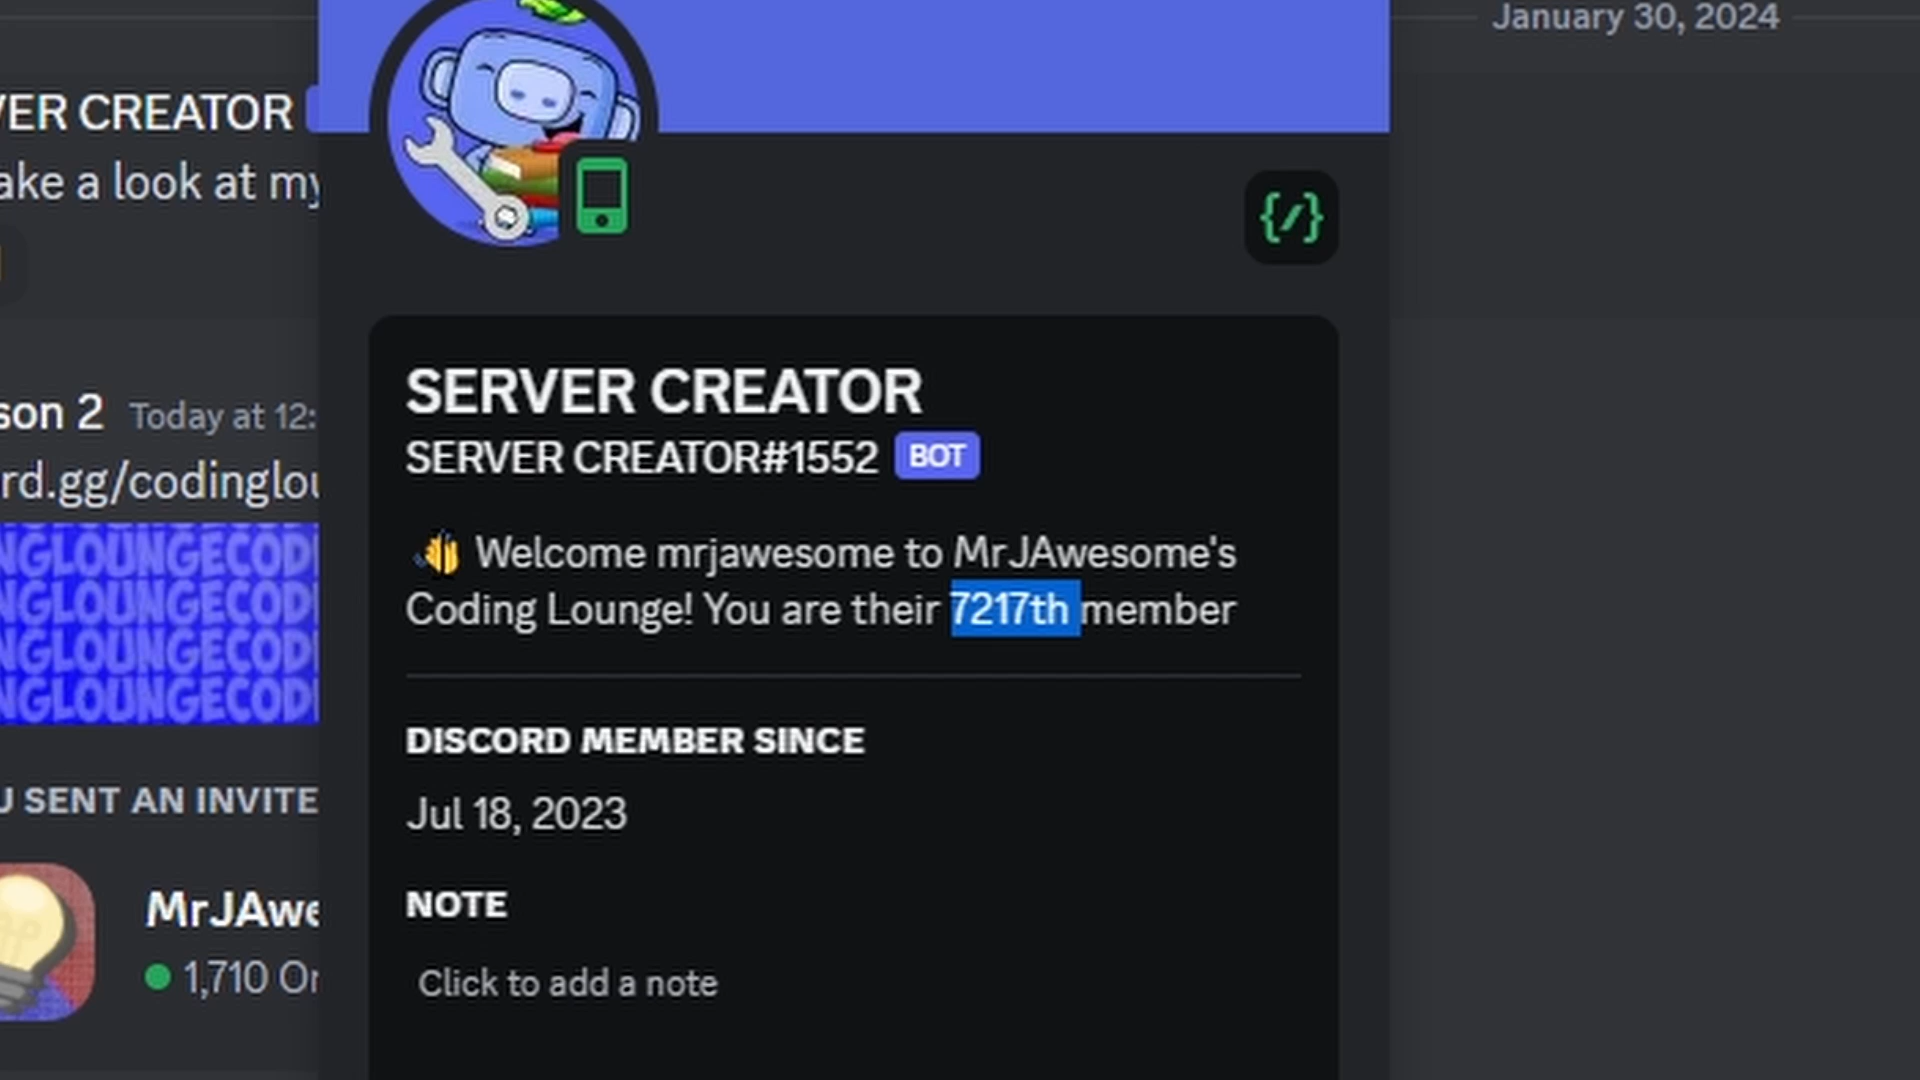 January 30, 2024
VER CREATOR
ake a look at my
son 2 Today at 12:
rd.gg/codinglou
NGLOUNGECODI
NGLOUNGECODI
NGLOUNGECODI
NGLOUNGECODI
U SENT AN INVITE
MrJAwe
1,710 On
SERVER CREATOR
SERVER CREATOR#1552 BOT
👋 Welcome mrjawesome to MrJAwesome's
Coding Lounge! You are their 7217th member
DISCORD MEMBER SINCE
Jul 18, 2023
NOTE
Click to add a note